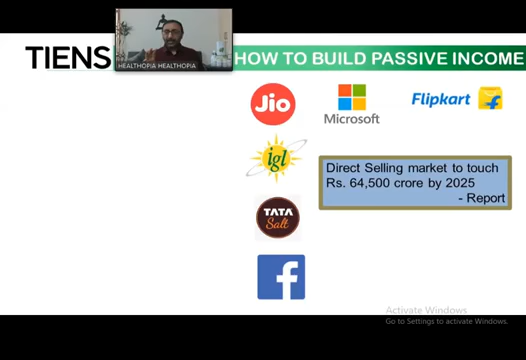 TIENS
HEALTHOPIA HEALTHOPIA
HOW TO BUILD PASSIVE INCOME
Jio
Microsoft
Flipkart
igl
Direct Selling market to touch
Rs. 64,500 crore by 2025
- Report
TATA
Salt
f
Activate Windows
Go to Settings to activate Windows.